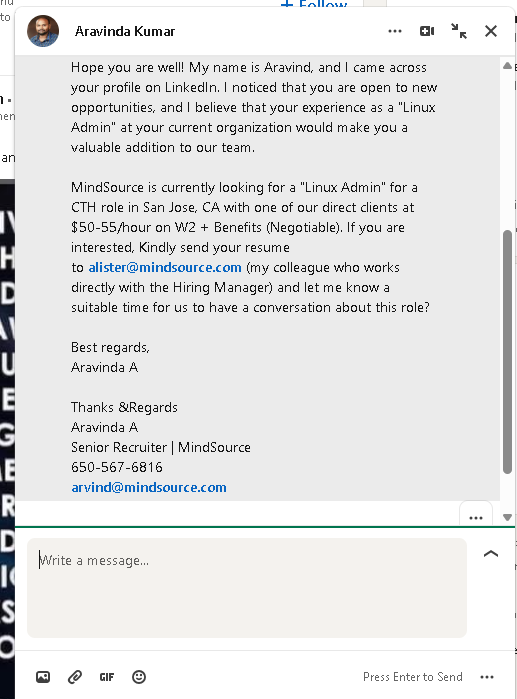 + Follow
Aravinda Kumar
Hope you are well! My name is Aravind, and I came across
your profile on LinkedIn. I noticed that you are open to new
opportunities, and I believe that your experience as a "Linux
Admin" at your current organization would make you a
valuable addition to our team.
MindSource is currently looking for a "Linux Admin" for a
CTH role in San Jose, CA with one of our direct clients at
$50-55/hour on W2 + Benefits (Negotiable). If you are
interested, Kindly send your resume
to alister@mindsource.com (my colleague who works
directly with the Hiring Manager) and let me know a
suitable time for us to have a conversation about this role?
Best regards,
Aravinda A
Thanks &Regards
Aravinda A
Senior Recruiter | MindSource
650-567-6816
arvind@mindsource.com
Write a message...
GIF
Press Enter to Send